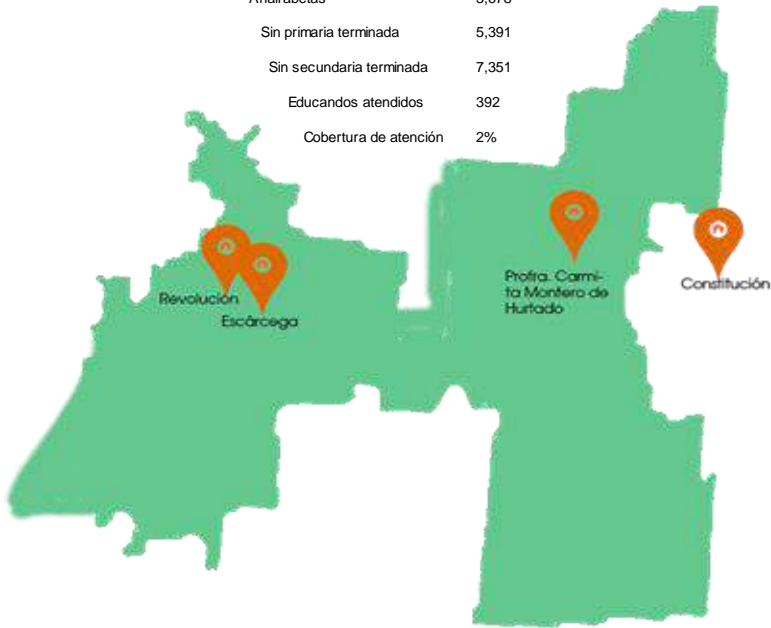 Sin primaria terminada 5,391
Sin secundaria terminada 7,351
Educandos atendidos 392
Cobertura de atención 2%
Revolución
Escárcega
Profra. Carmi-
ta Montero de
Hurtado
Constitución